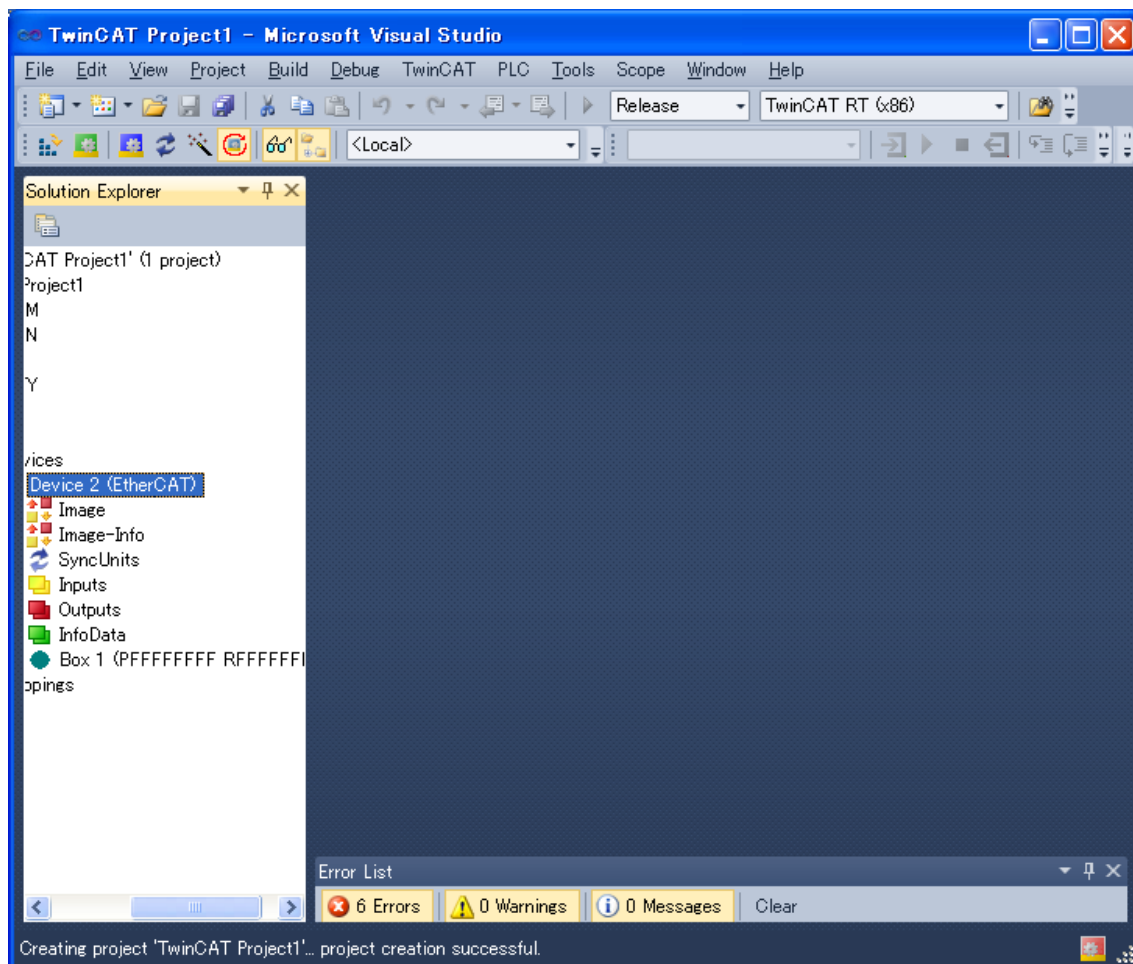 TwinCAT Project1 - Microsoft Visual Studio
File Edit View Project Build Debug TwinCAT PLC Tools Scope Window Help
Release TwinCAT RT (x86)
<Local>
Solution Explorer
CAT Project1' (1 project)
Project1
M
N
Y
vices
Device 2 (EtherCAT)
Image
Image-Info
SyncUnits
Inputs
Outputs
InfoData
Box 1 (PFFFFFFFF RFFFFFFF
ppings
Error List
6 Errors 0 Warnings 0 Messages Clear
Creating project 'TwinCAT Project1'... project creation successful.